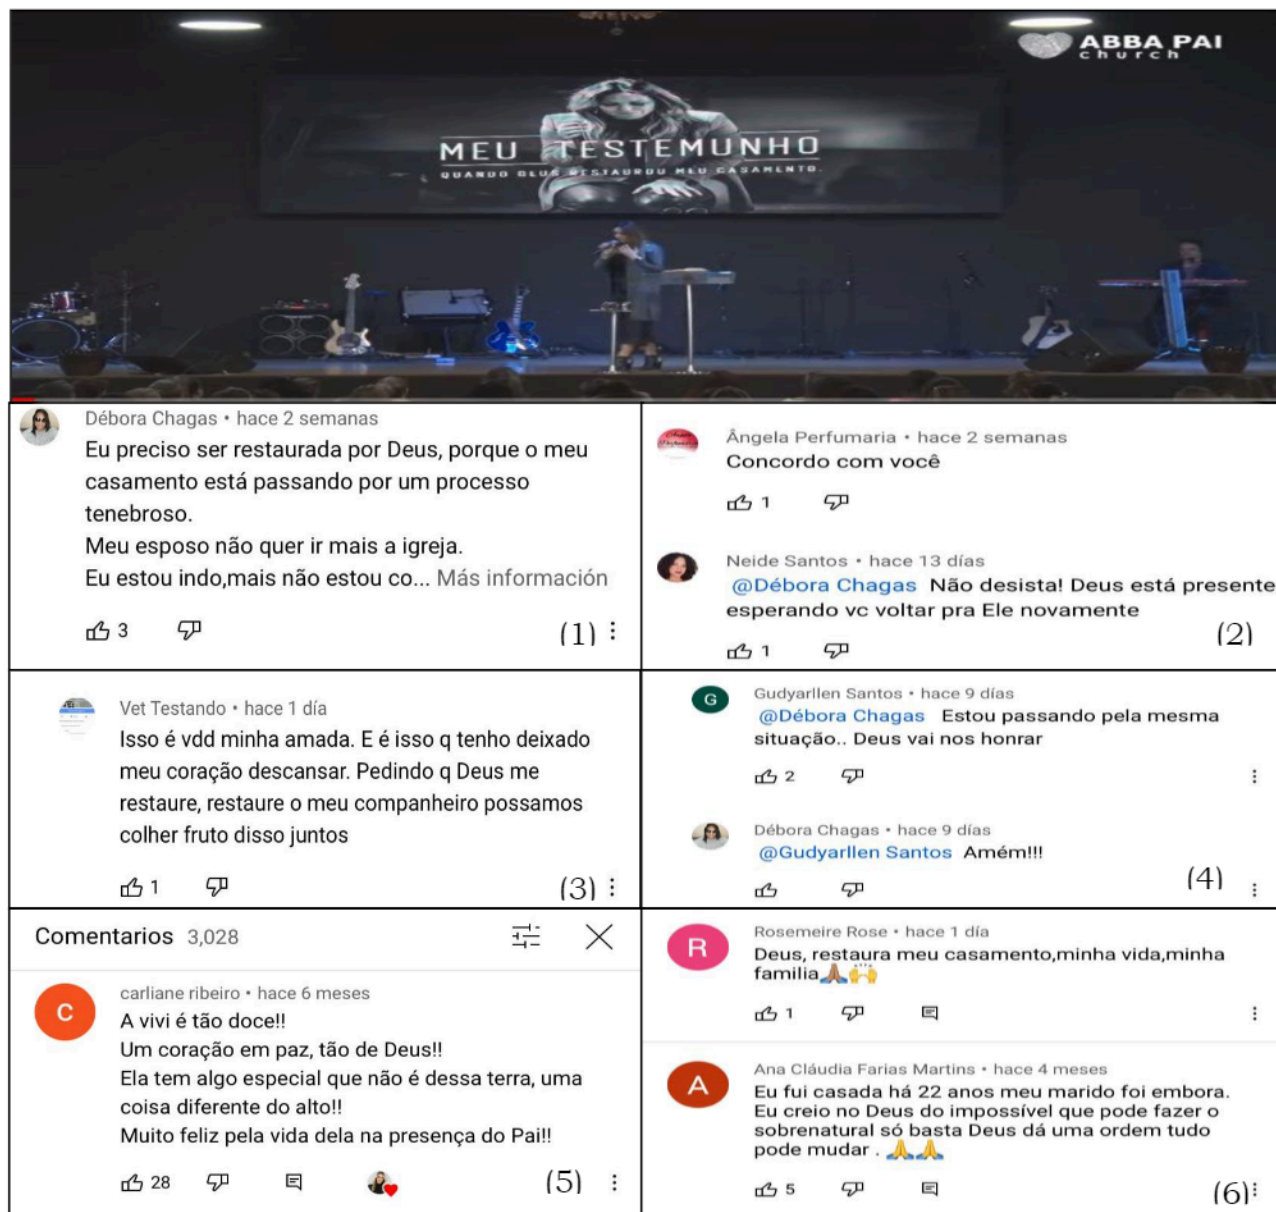 ABBA PAI
church
MEU TESTEMUNHO
QUANDO DEUS RESTAUROU MEU CASAMENTO.
Débora Chagas • hace 2 semanas
Eu preciso ser restaurada por Deus, porque o meu
casamento está passando por um processo
tenebroso.
Meu esposo não quer ir mais a igreja.
Eu estou indo,mais não estou co... Más información
3
(1)
Ângela Perfumaria • hace 2 semanas
Concordo com você
1
Neide Santos • hace 13 días
@Débora Chagas Não desista! Deus está presente
esperando vc voltar pra Ele novamente
1
(2)
Vet Testando • hace 1 día
Isso é vdd minha amada. E é isso q tenho deixado
meu coração descansar. Pedindo q Deus me
restaure, restaure o meu companheiro possamos
colher fruto disso juntos
1
(3)
G
Gudyarllen Santos • hace 9 días
@Débora Chagas Estou passando pela mesma
situação.. Deus vai nos honrar
2
Débora Chagas • hace 9 días
@Gudyarllen Santos Amém!!!
(4)
Comentarios 3,028
C
carliane ribeiro • hace 6 meses
A vivi é tão doce!!
Um coração em paz, tão de Deus!!
Ela tem algo especial que não é dessa terra, uma
coisa diferente do alto!!
Muito feliz pela vida dela na presença do Pai!!
28
(5)
R
Rosemeire Rose • hace 1 día
Deus, restaura meu casamento,minha vida,minha
familia🙏🏽🙌
1
A
Ana Cláudia Farias Martins • hace 4 meses
Eu fui casada há 22 anos meu marido foi embora.
Eu creio no Deus do impossível que pode fazer o
sobrenatural só basta Deus dá uma ordem tudo
pode mudar . 🙏🙏
5
(6)